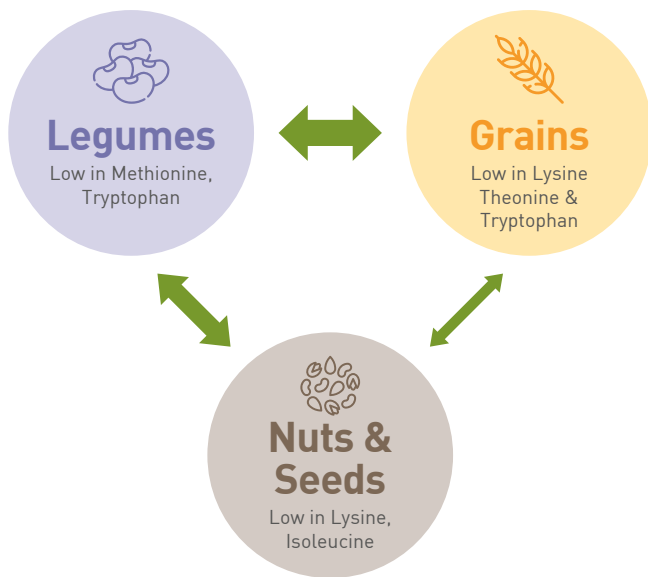 Legumes
Low in Methionine,
Tryptophan
Grains
Low in Lysine
Theonine &
Tryptophan
Nuts &
Seeds
Low in Lysine,
Isoleucine